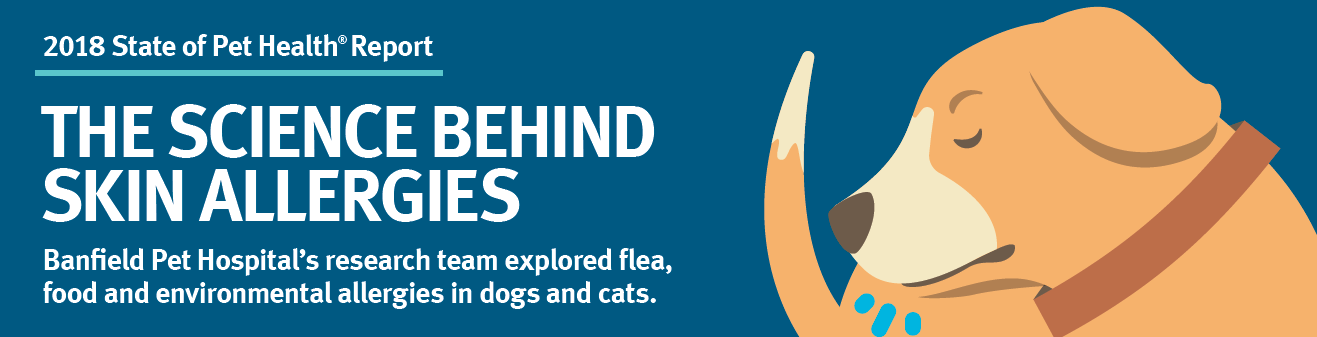 2018 State of Pet Health® Report
THE SCIENCE BEHIND
SKIN ALLERGIES
Banfield Pet Hospital’s research team explored flea,
food and environmental allergies in dogs and cats.